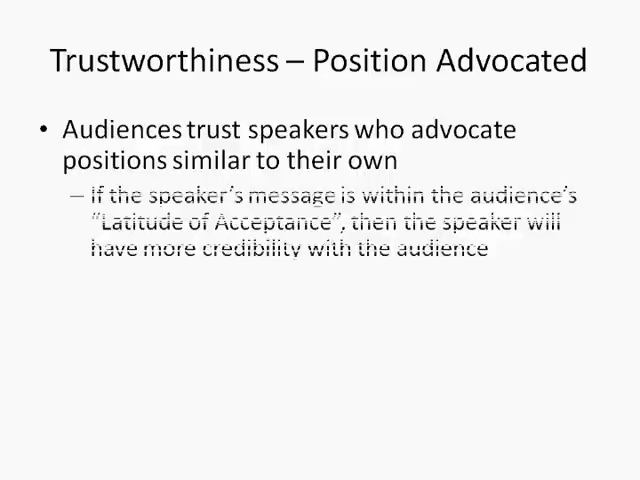 Trustworthiness – Position Advocated
• Audiences trust speakers who advocate
positions similar to their own
– If the speaker’s message is within the audience’s
“Latitude of Acceptance”, then the speaker will
have more credibility with the audience